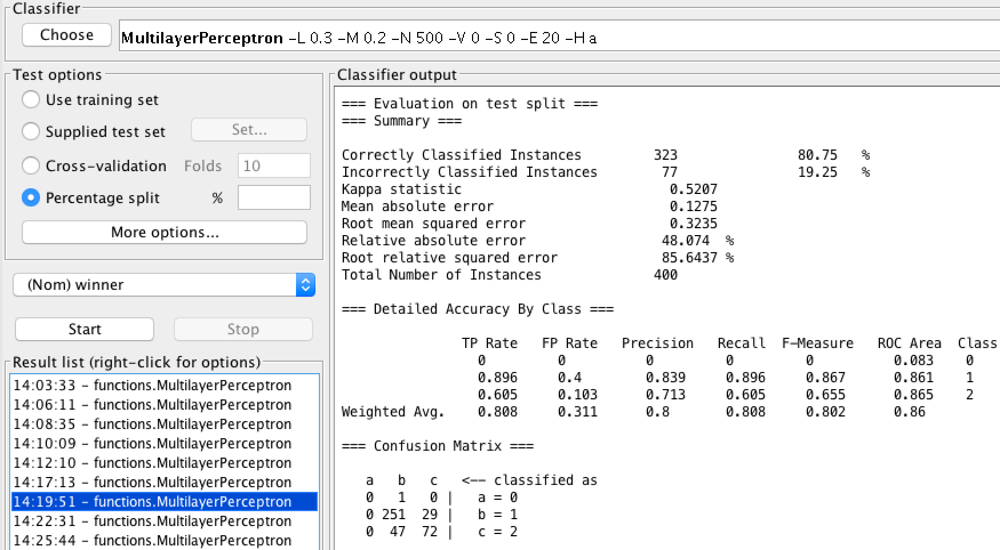 Classifier
Choose
MultilayerPerceptron -L 0.3 -M 0.2 -N 500 -V 0 -S 0 -E 20 -H a
Test options
Use training set
Supplied test set Set...
Cross-validation Folds 10
Percentage split %
More options...
(Nom) winner
Start Stop
Result list (right-click for options)
14:03:33 - functions.MultilayerPerceptron
14:06:11 - functions.MultilayerPerceptron
14:08:35 - functions.MultilayerPerceptron
14:10:09 - functions.MultilayerPerceptron
14:12:10 - functions.MultilayerPerceptron
14:17:13 - functions.MultilayerPerceptron
14:19:51 - functions.MultilayerPerceptron
14:22:31 - functions.MultilayerPerceptron
14:25:44 - functions.MultilayerPerceptron
Classifier output
=== Evaluation on test split ===
=== Summary ===
Correctly Classified Instances 323 80.75 %
Incorrectly Classified Instances 77 19.25 %
Kappa statistic 0.5207
Mean absolute error 0.1275
Root mean squared error 0.3235
Relative absolute error 48.074 %
Root relative squared error 85.6437 %
Total Number of Instances 400
=== Detailed Accuracy By Class ===
TP Rate FP Rate Precision Recall F-Measure ROC Area Class
0 0 0 0 0 0.083 0
0.896 0.4 0.839 0.896 0.867 0.861 1
0.605 0.103 0.713 0.605 0.655 0.865 2
Weighted Avg. 0.808 0.311 0.8 0.808 0.802 0.86
=== Confusion Matrix ===
a b c <-- classified as
0 1 0 | a = 0
0 251 29 | b = 1
0 47 72 | c = 2